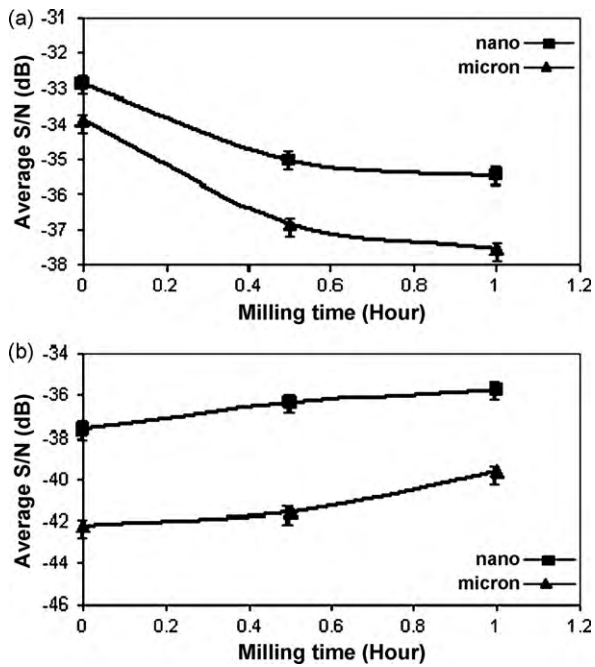 (a)
-31
-32
-33
-34
-35
-36
-37
-38
Average S/N (dB)
nano
micron
0 0.2 0.4 0.6 0.8 1 1.2
Milling time (Hour)
(b)
-34
-36
-38
-40
-42
-44
-46
Average S/N (dB)
nano
micron
0 0.2 0.4 0.6 0.8 1 1.2
Milling time (Hour)